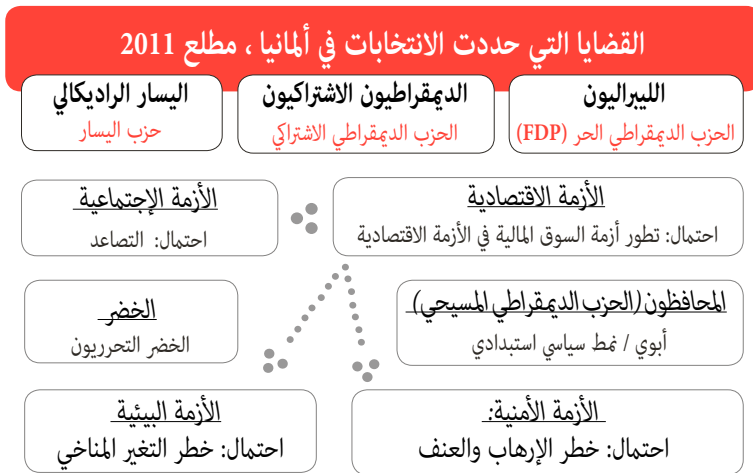 القضايا التي حددت الانتخابات في ألمانيا ، مطلع 2011
الليبراليون
الحزب الديمقراطي الحر (FDP)
الديمقراطيون الاشتراكيون
الحزب الديمقراطي الاشتراكي
اليسار الراديكالي
حزب اليسار
الأزمة الاقتصادية
احتمال: تطور أزمة السوق المالية في الأزمة الاقتصادية
الأزمة الإجتماعية
احتمال: التصاعد
المحافظون (الحزب الديمقراطي المسيحي)
أبوي / نمط سياسي استبدادي
الخضر
الخضر التحرريون
الأزمة الأمنية:
احتمال: خطر الإرهاب والعنف
الأزمة البيئية
احتمال: خطر التغير المناخي